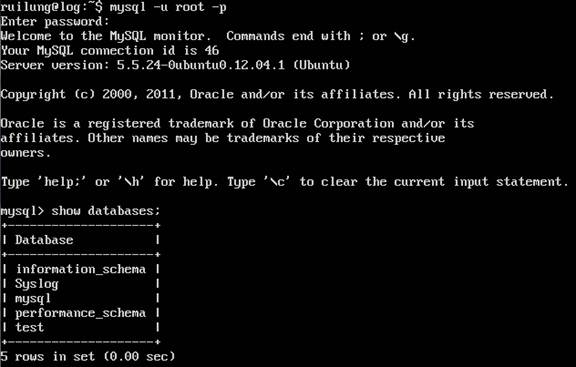 ruilung@log:~$ mysql -u root -p
Enter password:
Welcome to the MySQL monitor.  Commands end with ; or \g.
Your MySQL connection id is 46
Server version: 5.5.24-0ubuntu0.12.04.1 (Ubuntu)
Copyright (c) 2000, 2011, Oracle and/or its affiliates. All rights reserved.
Oracle is a registered trademark of Oracle Corporation and/or its
affiliates. Other names may be trademarks of their respective
owners.
Type 'help;' or '\h' for help. Type '\c' to clear the current input statement.
mysql> show databases;
+--------------------+
| Database           |
+--------------------+
| information_schema |
| Syslog             |
| mysql              |
| performance_schema |
| test               |
+--------------------+
5 rows in set (0.00 sec)